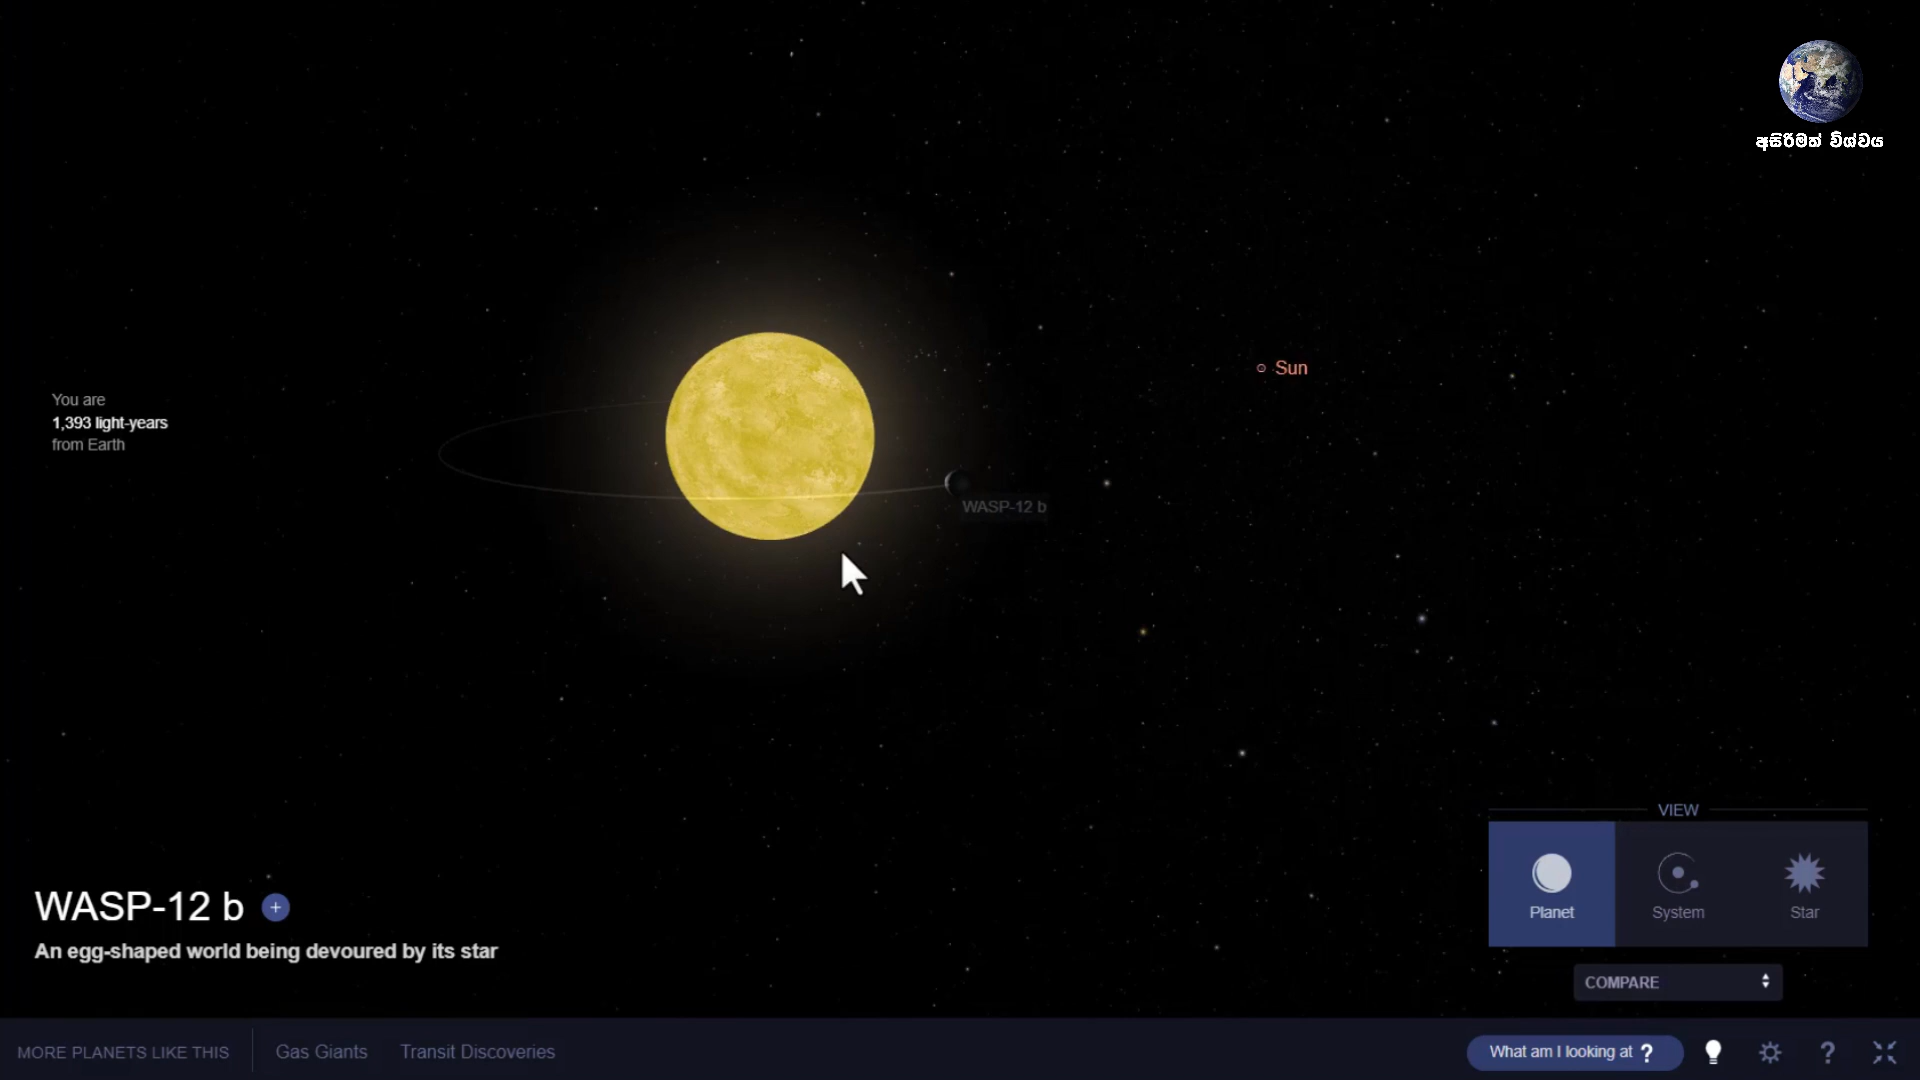 අසිරිමත් විශ්වය
Sun
You are
1,393 light-years
from Earth
WASP-12 b
VIEW
Planet
System
Star
WASP-12 b +
An egg-shaped world being devoured by its star
COMPARE
MORE PLANETS LIKE THIS
Gas Giants
Transit Discoveries
What am I looking at ?
?